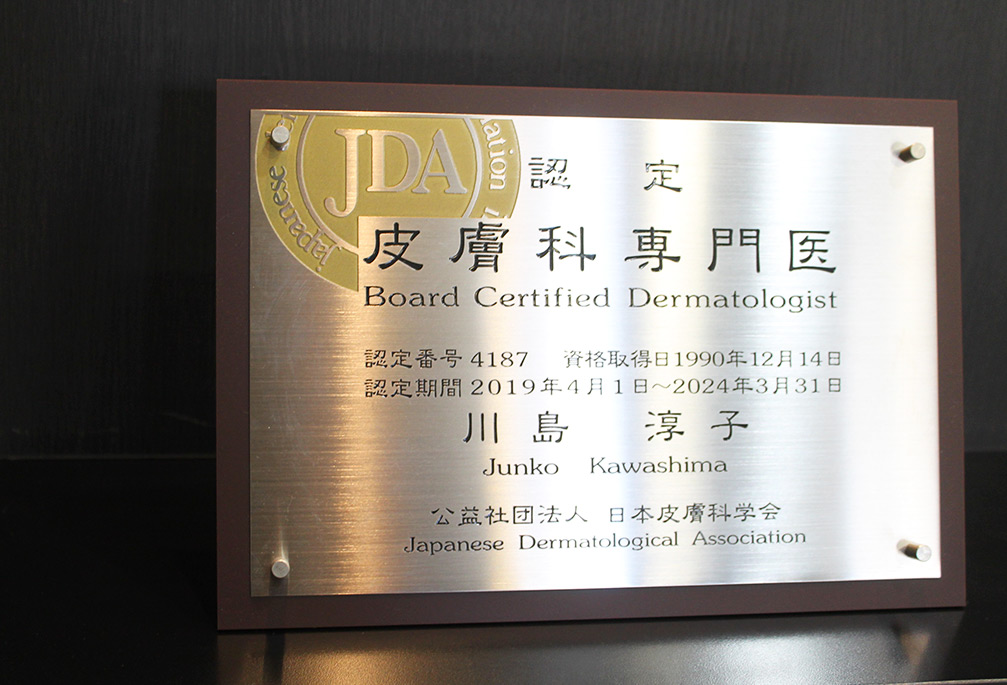 JDA
Japanese
認定
皮膚科専門医
Board Certified Dermatologist
認定番号 4187 資格取得日1990年12月14日
認定期間 2019年4月1日～2024年3月31日
川島 淳子
Junko Kawashima
公益社団法人 日本皮膚科学会
Japanese Dermatological Association